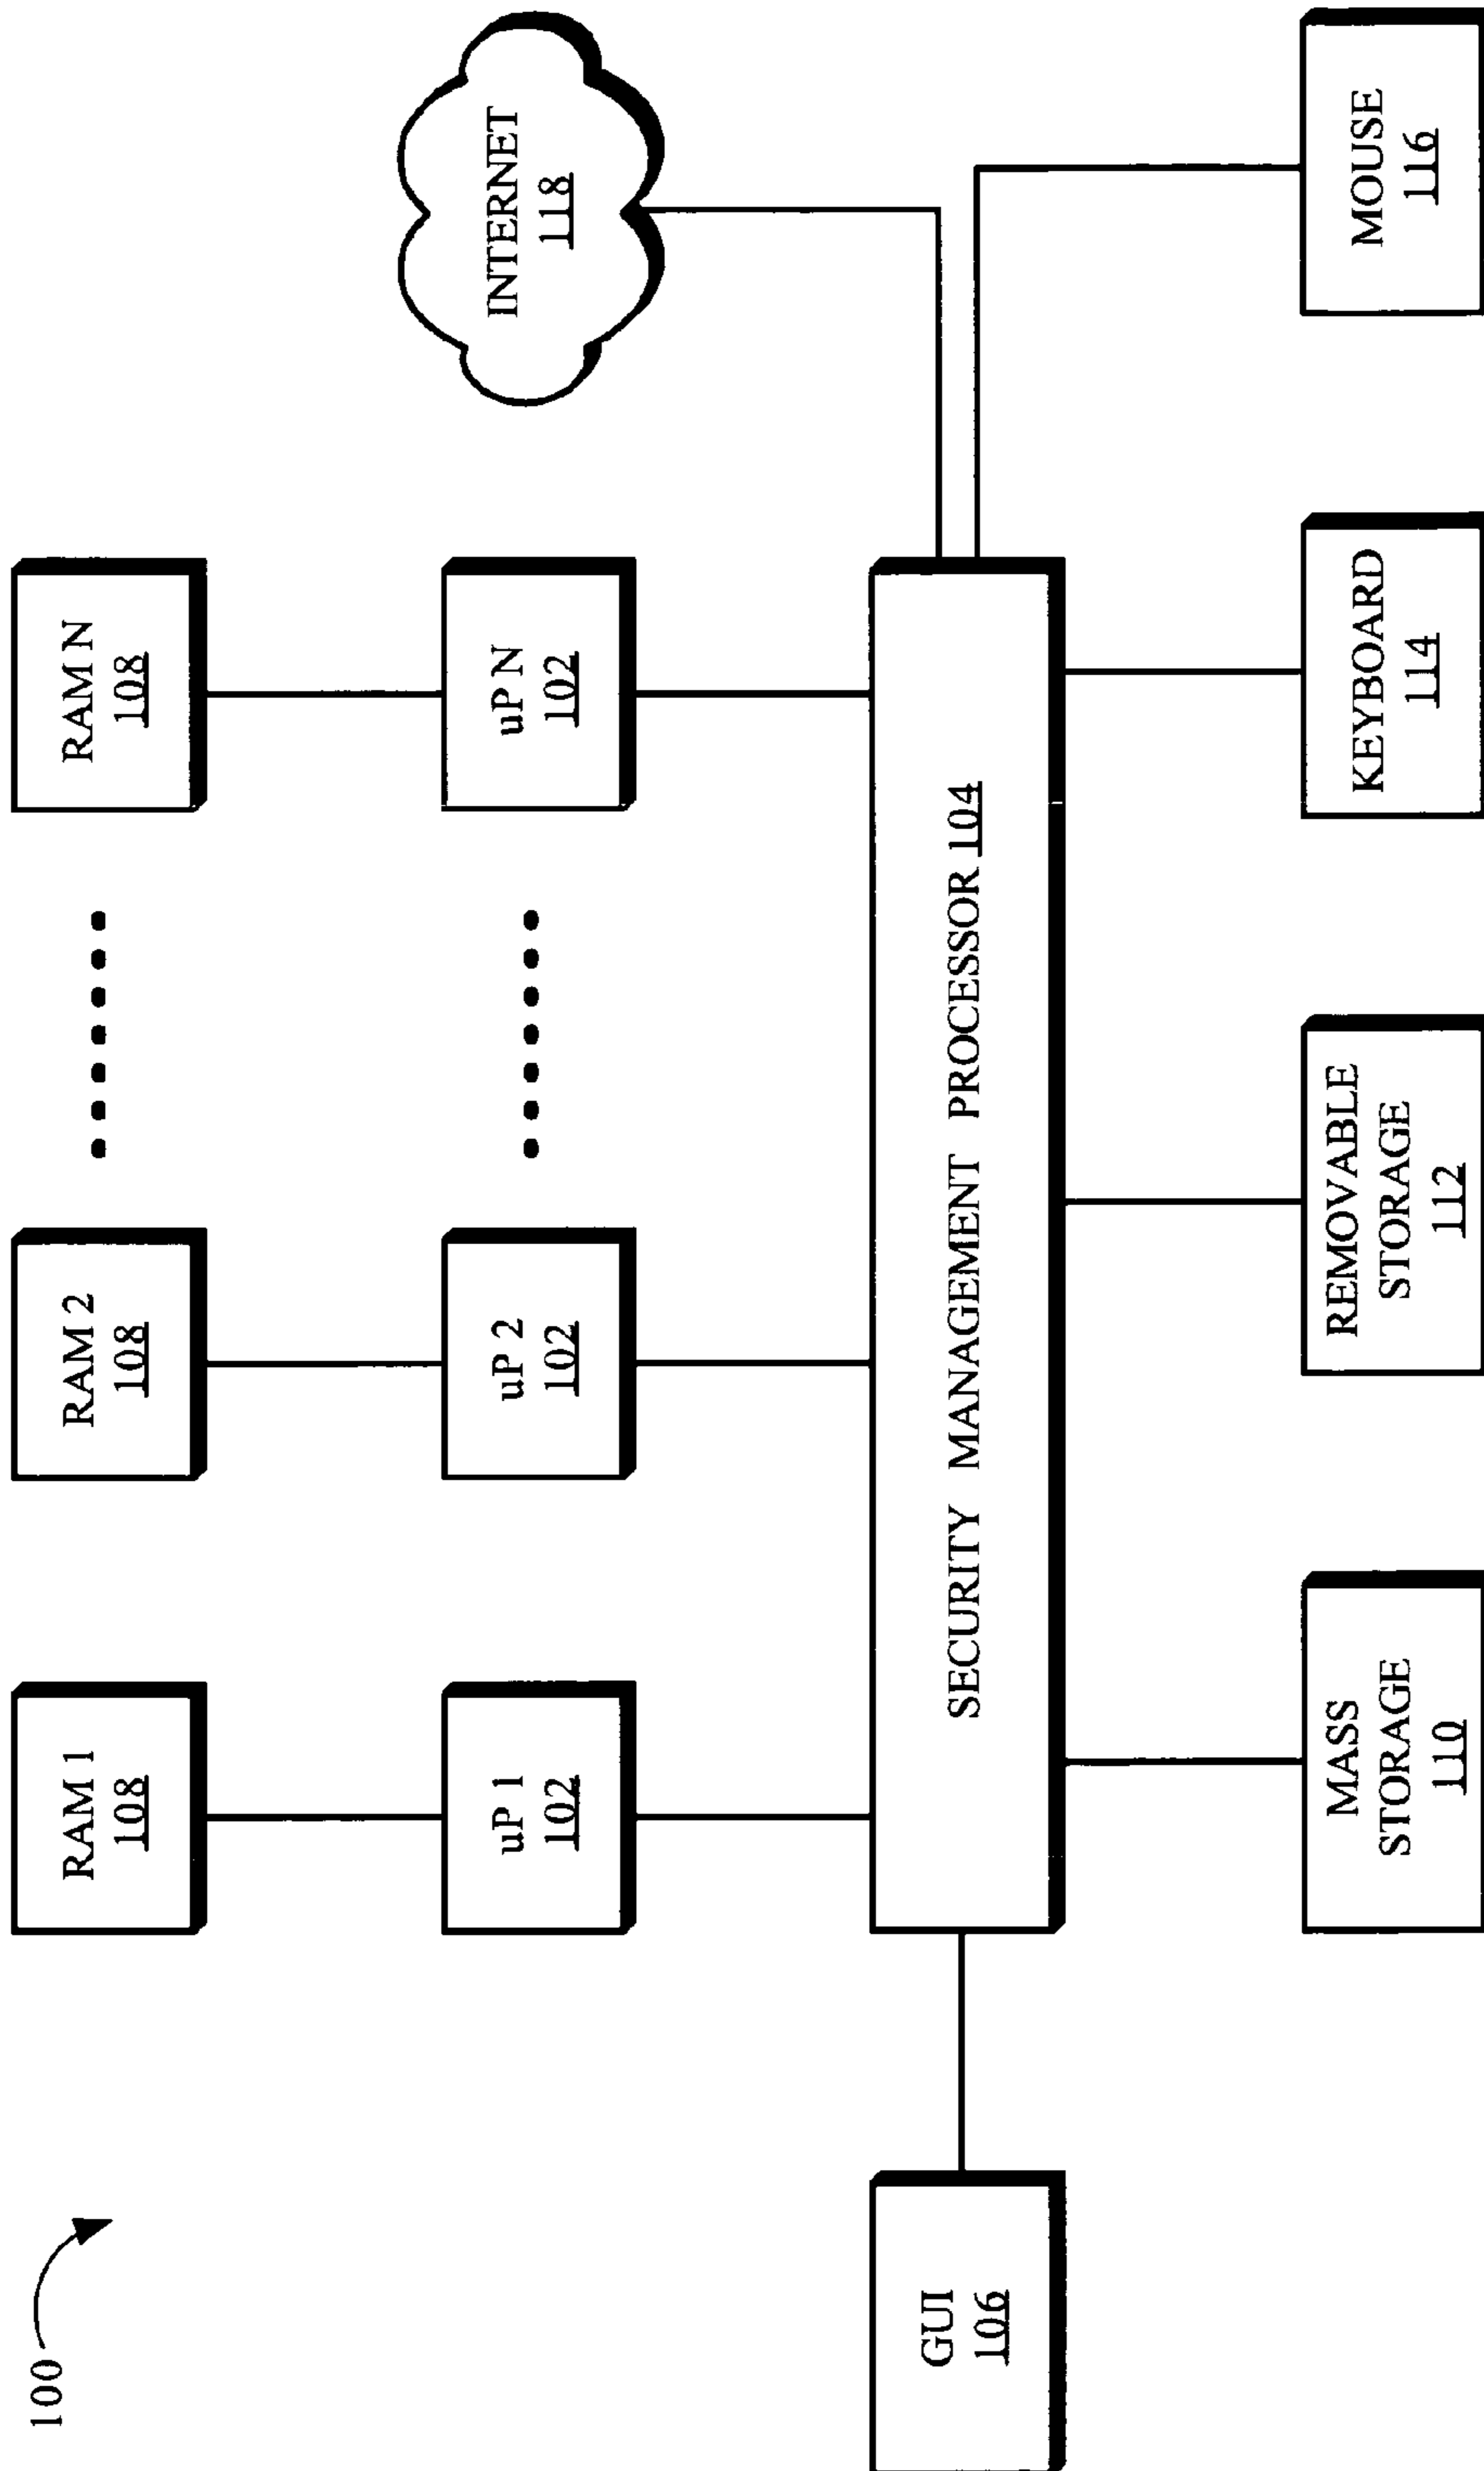 100
RAM 1
108
RAM 2
108
RAM N
108
uP 1
102
uP 2
102
uP N
102
INTERNET
118
GUI
106
SECURITY MANAGEMENT PROCESSOR 104
MASS
STORAGE
110
REMOVABLE
STORAGE
112
KEYBOARD
114
MOUSE
116